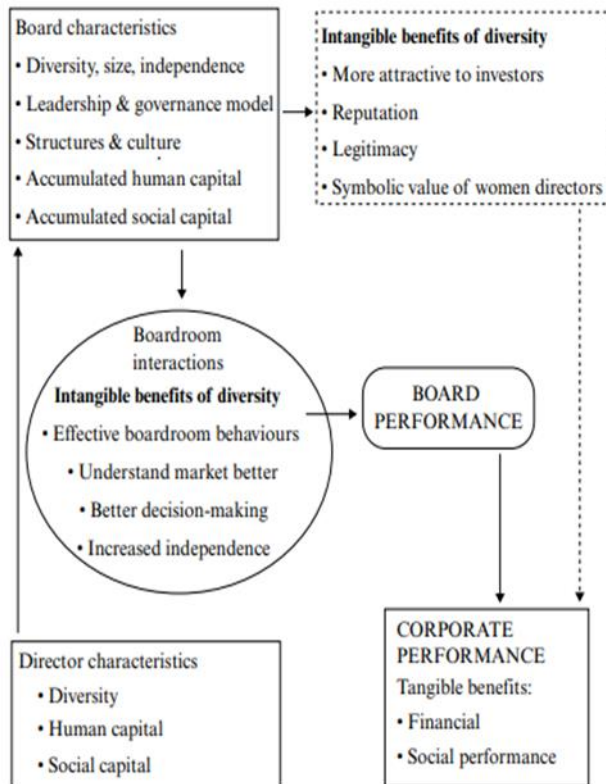 Board characteristics
• Diversity, size, independence
• Leadership & governance model
• Structures & culture
• Accumulated human capital
• Accumulated social capital
Intangible benefits of diversity
• More attractive to investors
• Reputation
• Legitimacy
• Symbolic value of women directors
Boardroom
interactions
Intangible benefits of diversity
• Effective boardroom behaviours
• Understand market better
• Better decision-making
• Increased independence
BOARD
PERFORMANCE
Director characteristics
• Diversity
• Human capital
• Social capital
CORPORATE
PERFORMANCE
Tangible benefits:
• Financial
• Social performance